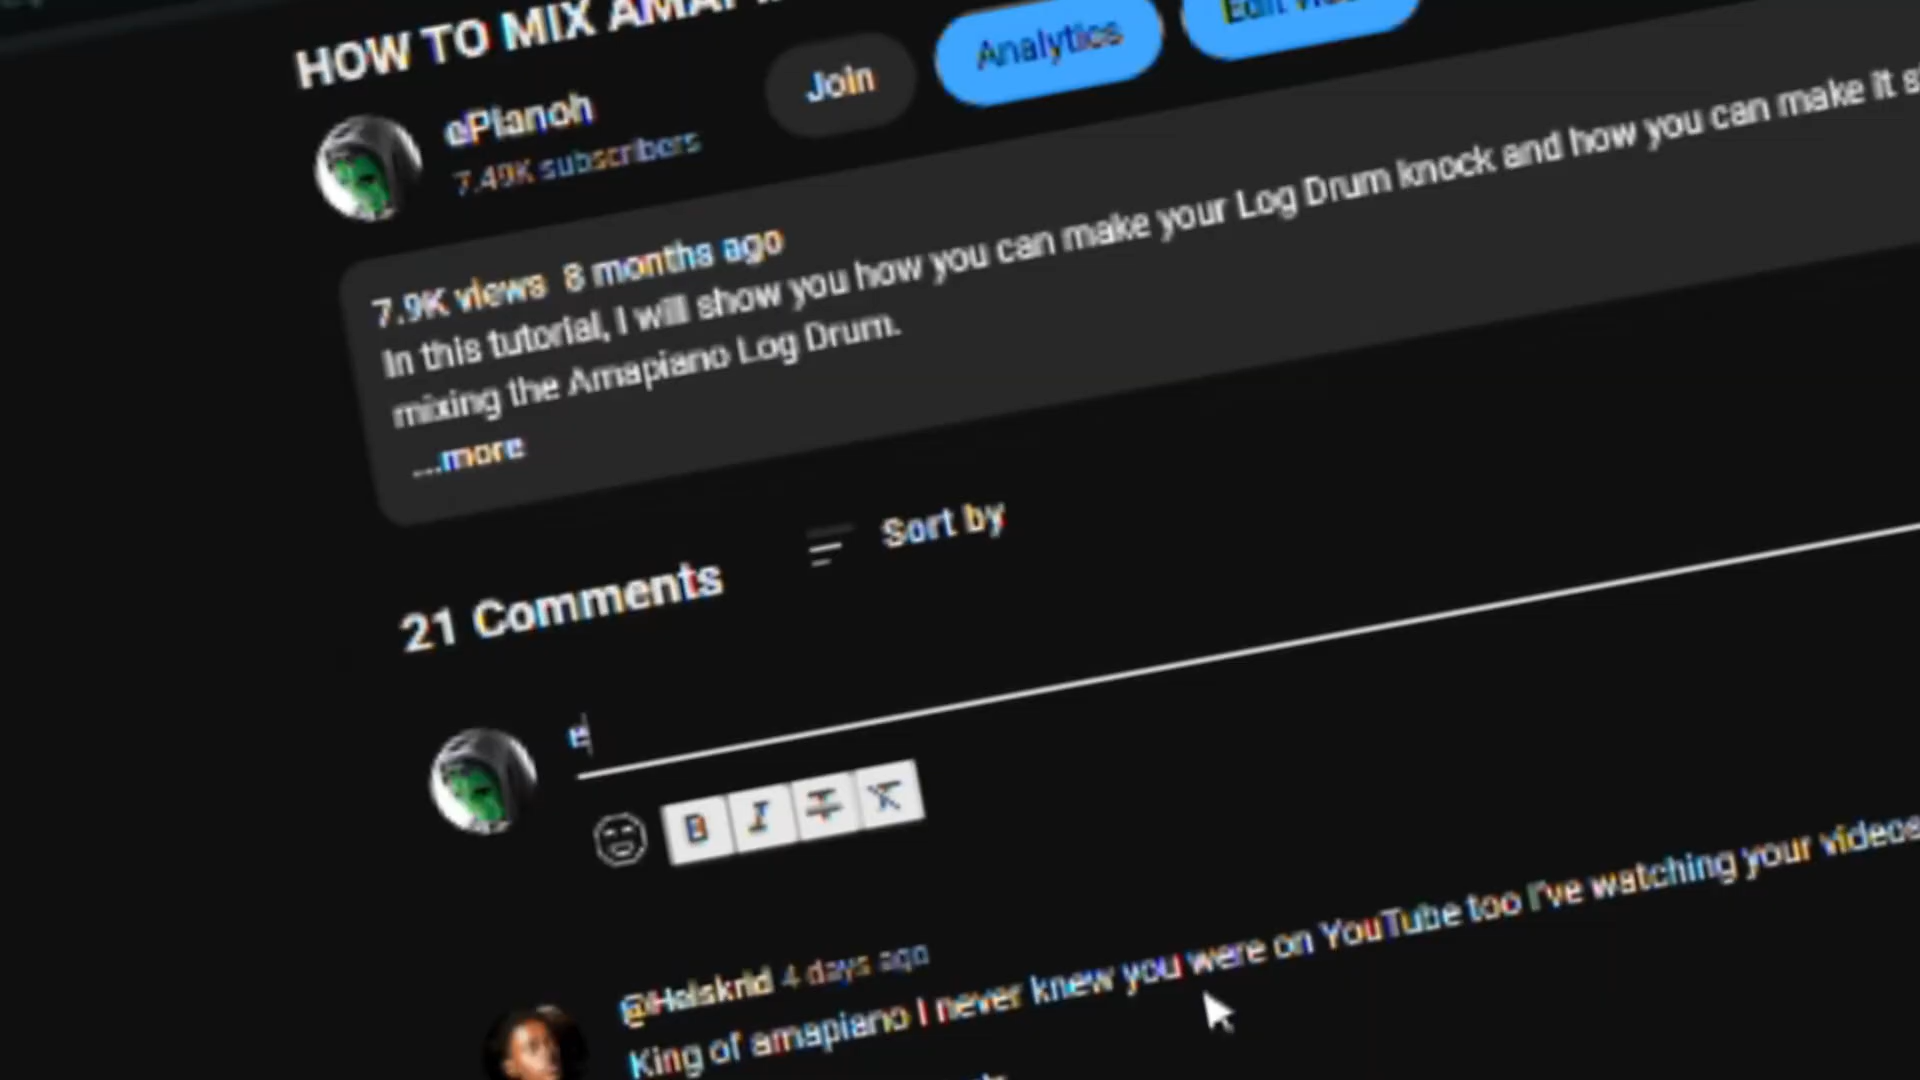 HOW TO MIX
ePianoh
7.49K subscribers
Join
Analytics
Edit
7.9K views 8 months ago
In this tutorial, I will show you how you can make your Log Drum knock and how you can make it
mixing the Amapiano Log Drum.
...more
21 Comments
Sort by
e
B I T T
4 days ago
King of amapiano I never knew you were on YouTube too I've watching your videos